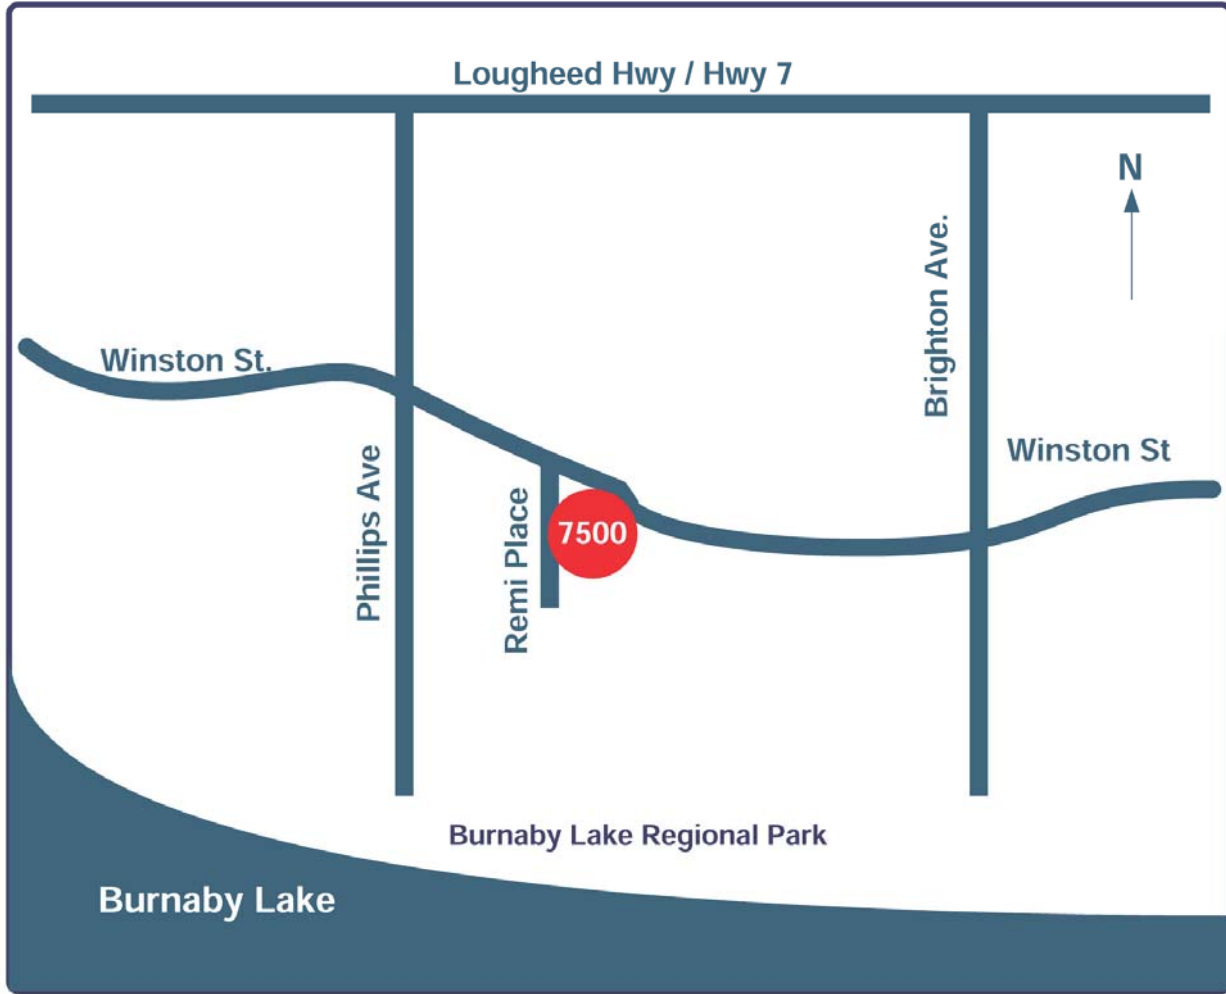 Lougheed Hwy / Hwy 7
N
Brighton Ave.
Winston St.
Winston St
Phillips Ave
Remi Place
7500
Burnaby Lake Regional Park
Burnaby Lake